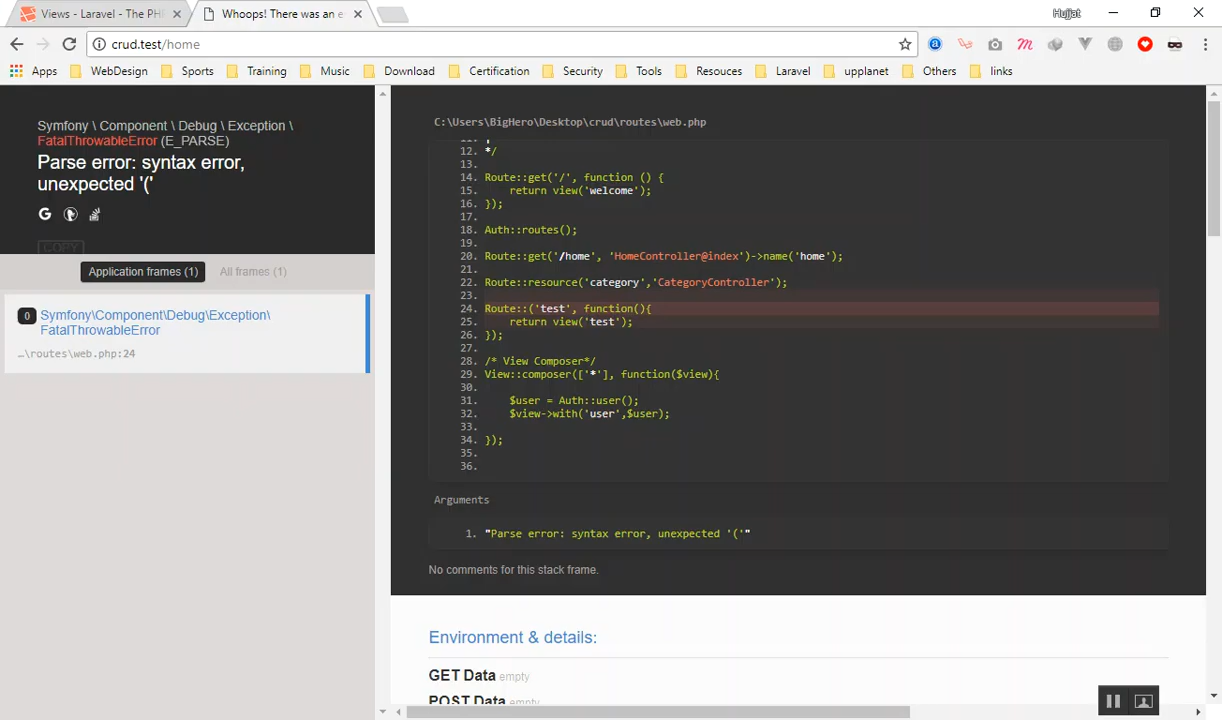 Views - Laravel - The PH
Whoops! There was an e
Hujjat
crud.test/home
Apps WebDesign Sports Training Music Download Certification Security Tools Resouces Laravel upplanet Others links
Symfony \ Component \ Debug \ Exception \
FatalThrowableError (E_PARSE)
Parse error: syntax error,
unexpected '('
COPY
Application frames (1) All frames (1)
0 Symfony\Component\Debug\Exception\
FatalThrowableError
…\routes\web.php:24
C:\Users\BigHero\Desktop\crud\routes\web.php
12. */
13.
14. Route::get('/', function () {
15. return view('welcome');
16. });
17.
18. Auth::routes();
19.
20. Route::get('/home', 'HomeController@index')->name('home');
21.
22. Route::resource('category','CategoryController');
23.
24. Route::('test', function(){
25. return view('test');
26. });
27.
28. /* View Composer*/
29. View::composer(['*'], function($view){
30.
31. $user = Auth::user();
32. $view->with('user',$user);
33.
34. });
35.
36.
Arguments
1. "Parse error: syntax error, unexpected '('"
No comments for this stack frame.
Environment & details:
GET Data empty
POST Data empty